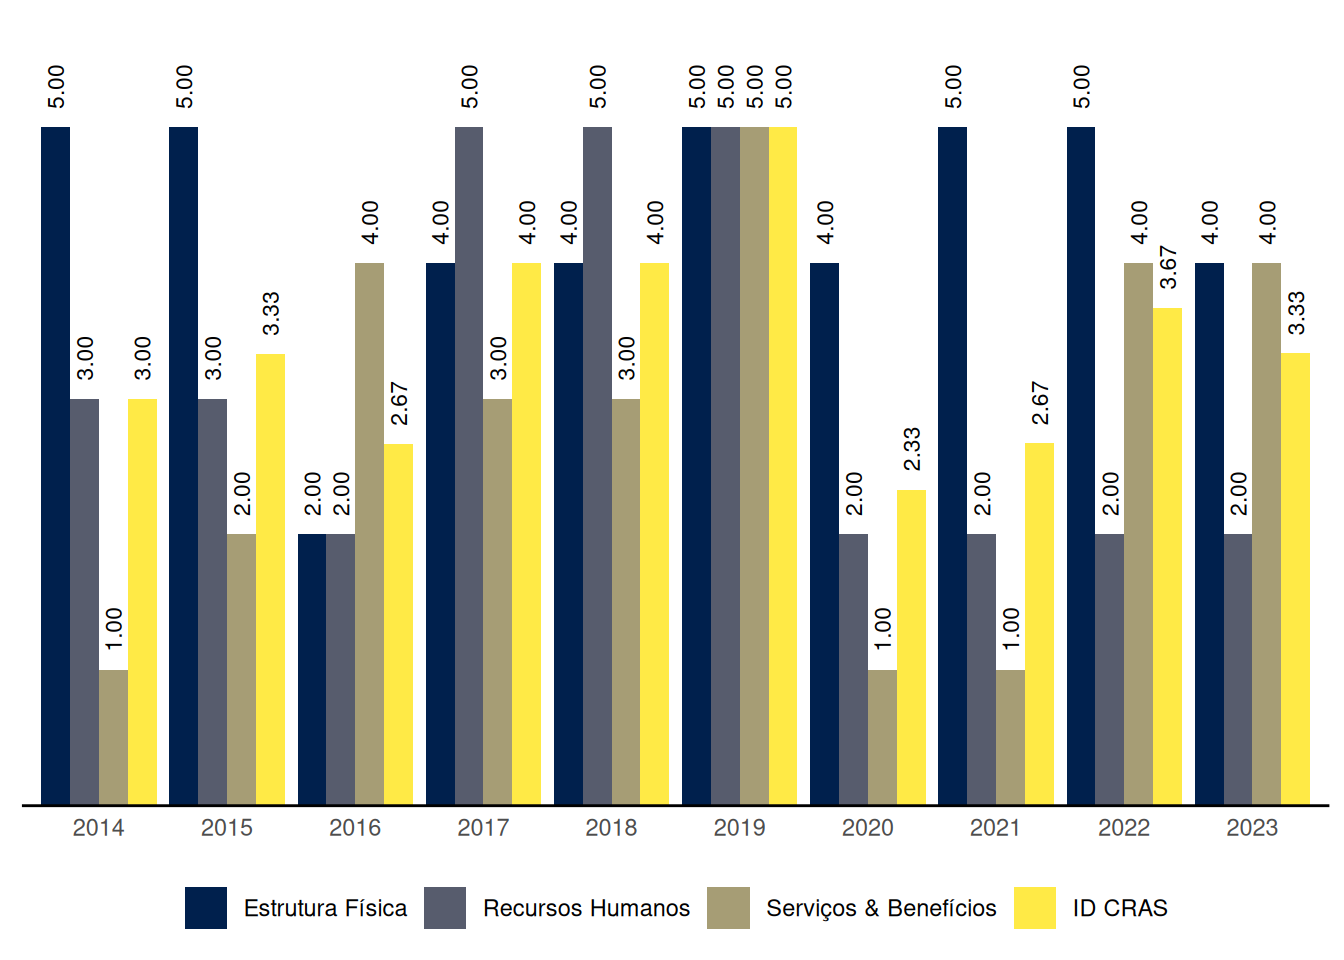 5.00 5.00 5.00 5.00 5.00 5.00 5.00 5.00 5.00 5.00
4.00 4.00 4.00 4.00 4.00 4.00 4.00 4.00 4.00
3.67
3.33 3.33
3.00 3.00 3.00 3.00 3.00
2.67 2.67
2.33
2.00 2.00 2.00 2.00 2.00 2.00 2.00
1.00 1.00 1.00
2014 2015 2016 2017 2018 2019 2020 2021 2022 2023
Estrutura Física Recursos Humanos Serviços & Benefícios ID CRAS